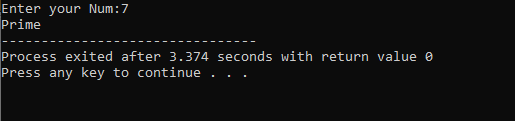 Enter your Num:7
Prime
--------------------------------
Process exited after 3.374 seconds with return value 0
Press any key to continue . . .